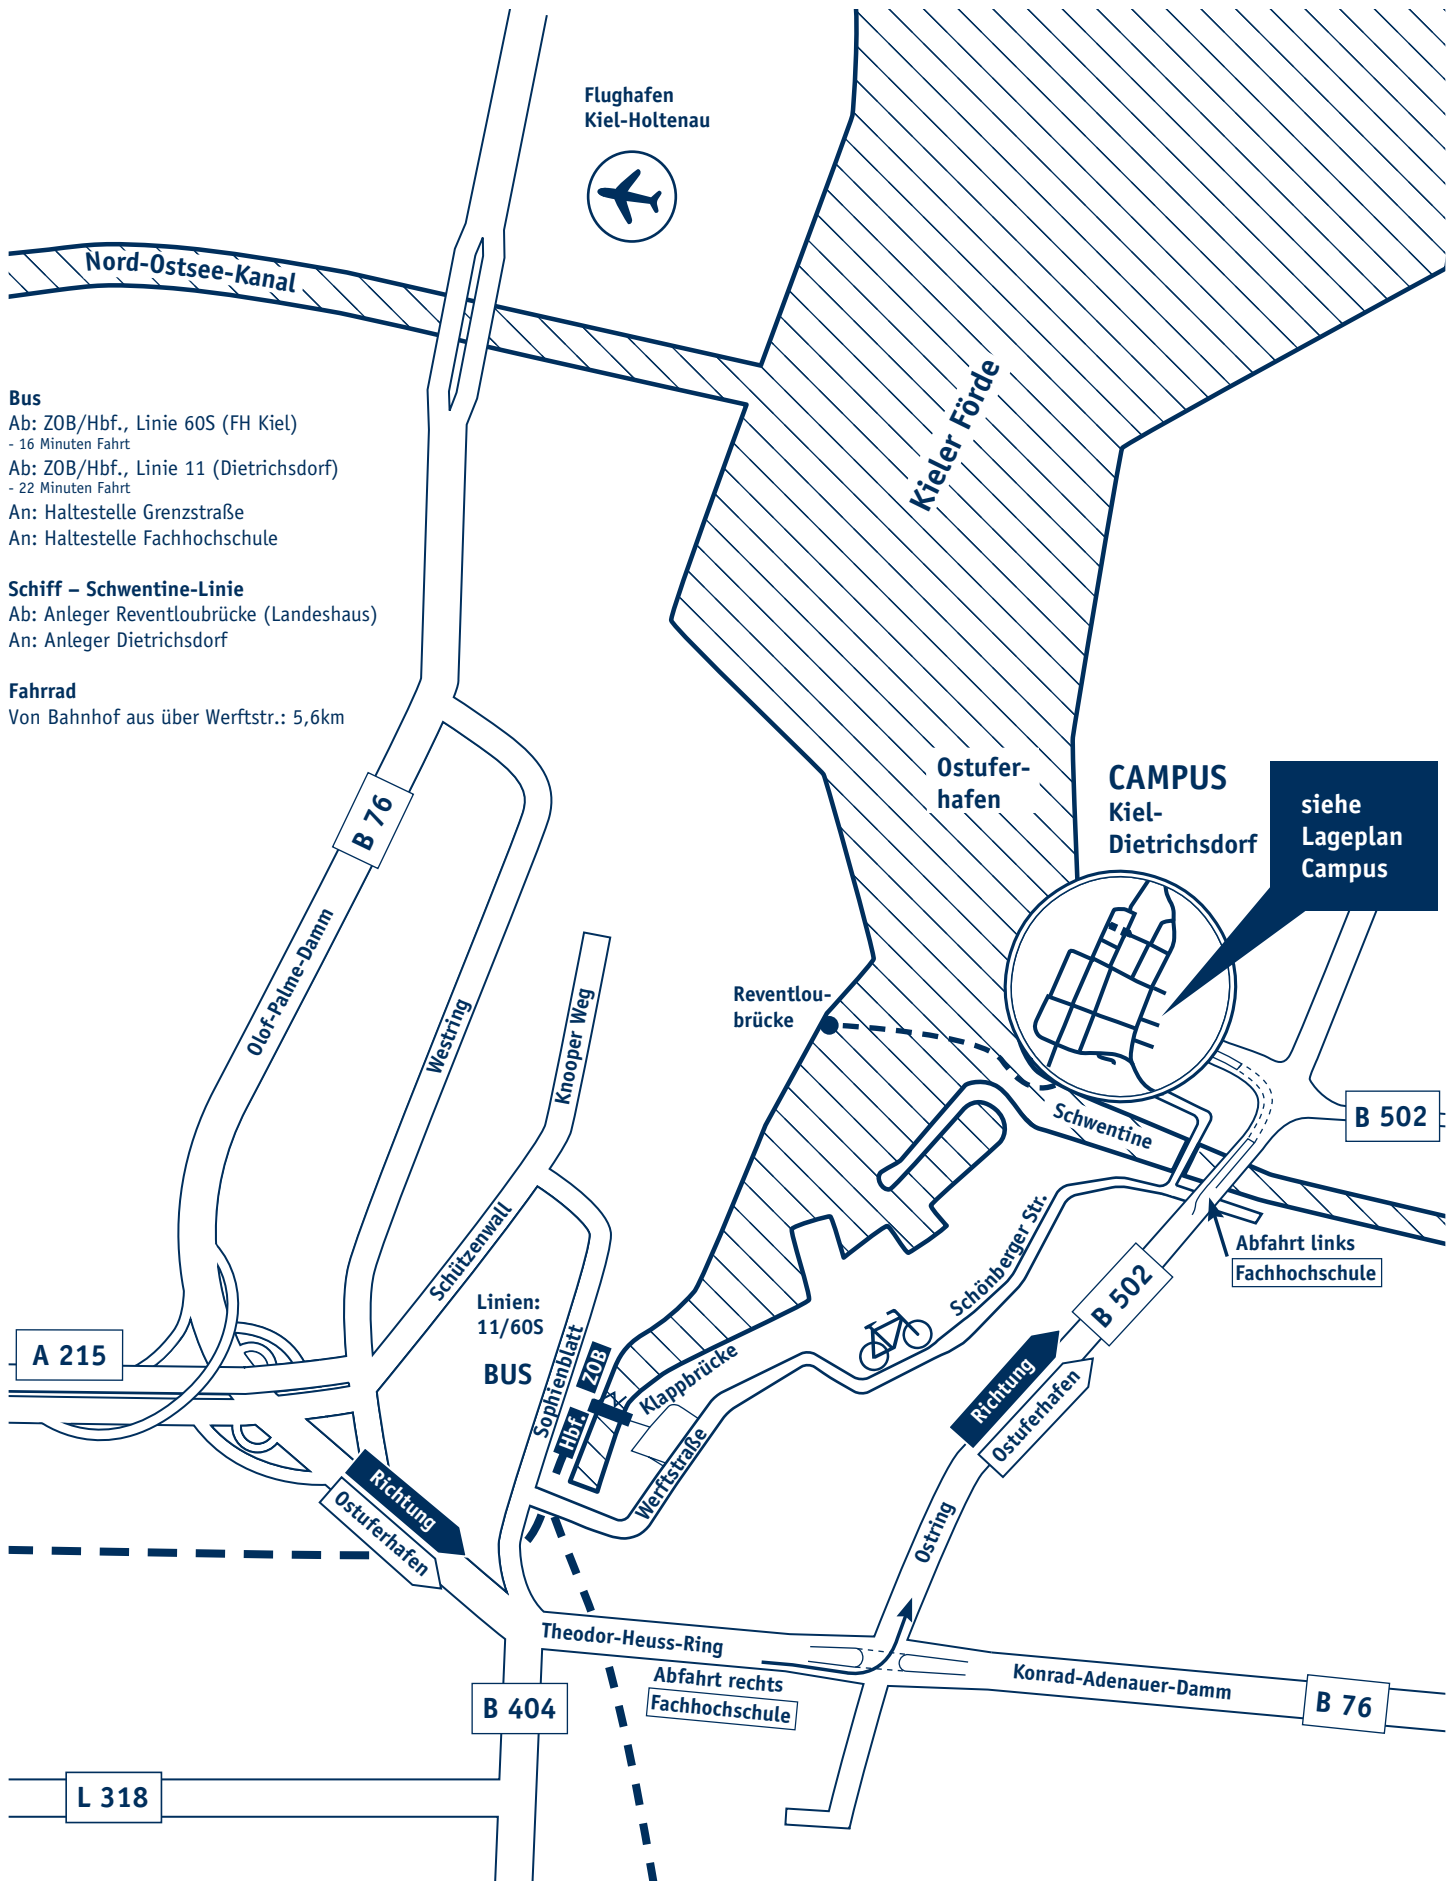 Flughafen
Kiel-Holtenau
Nord-Ostsee-Kanal
Kieler Förde
Bus
Ab: ZOB/Hbf., Linie 60S (FH Kiel)
- 16 Minuten Fahrt
Ab: ZOB/Hbf., Linie 11 (Dietrichsdorf)
- 22 Minuten Fahrt
An: Haltestelle Grenzstraße
An: Haltestelle Fachhochschule
Schiff – Schwentine-Linie
Ab: Anleger Reventloubrücke (Landeshaus)
An: Anleger Dietrichsdorf
Fahrrad
Von Bahnhof aus über Werftstr.: 5,6km
Ostufer-
hafen
CAMPUS
Kiel-
Dietrichsdorf
siehe
Lageplan
Campus
B 76
Olof-Palme-Damm
Westring
Knooper Weg
Reventlou-
brücke
Schwentine
B 502
Schützenwall
Schönberger Str.
Abfahrt links
Fachhochschule
B 502
Linien:
11/60S
BUS
Sophienblatt
ZOB
Hbf.
Klappbrücke
Werftstraße
A 215
Richtung
Ostuferhafen
Richtung
Ostuferhafen
Ostring
Theodor-Heuss-Ring
Abfahrt rechts
Fachhochschule
Konrad-Adenauer-Damm
B 76
B 404
L 318